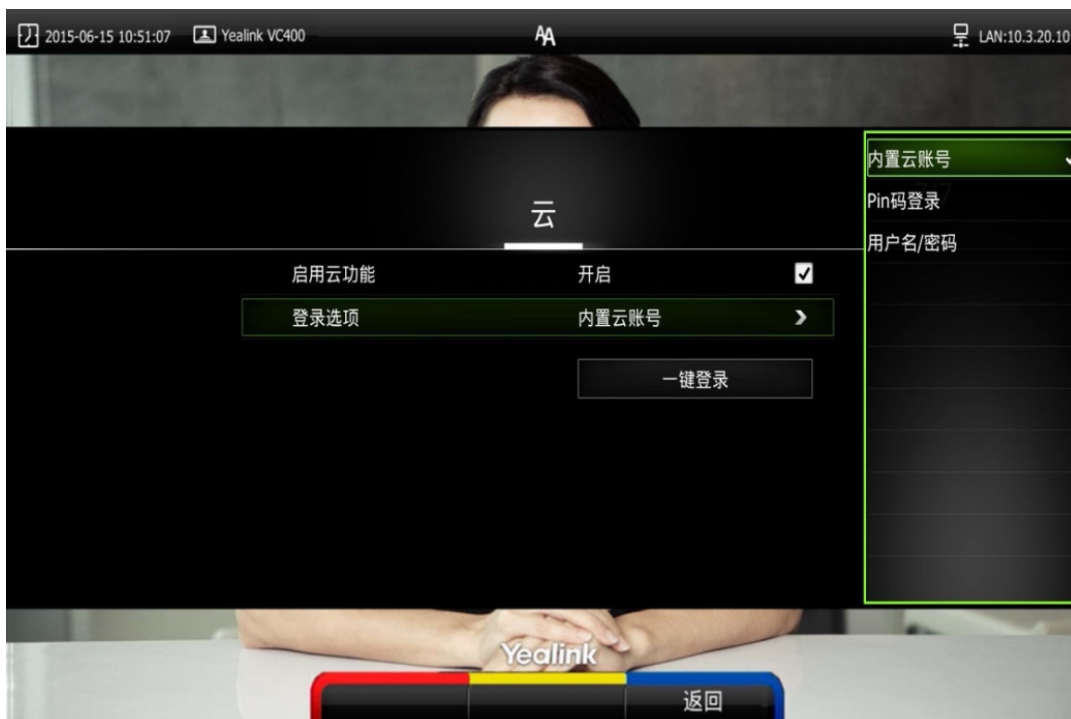 2015-06-15 10:51:07 Yealink VC400 AA LAN:10.3.20.10
云
启用云功能 开启
登录选项 内置云账号
一键登录
内置云账号
Pin码登录
用户名/密码
Yealink
返回